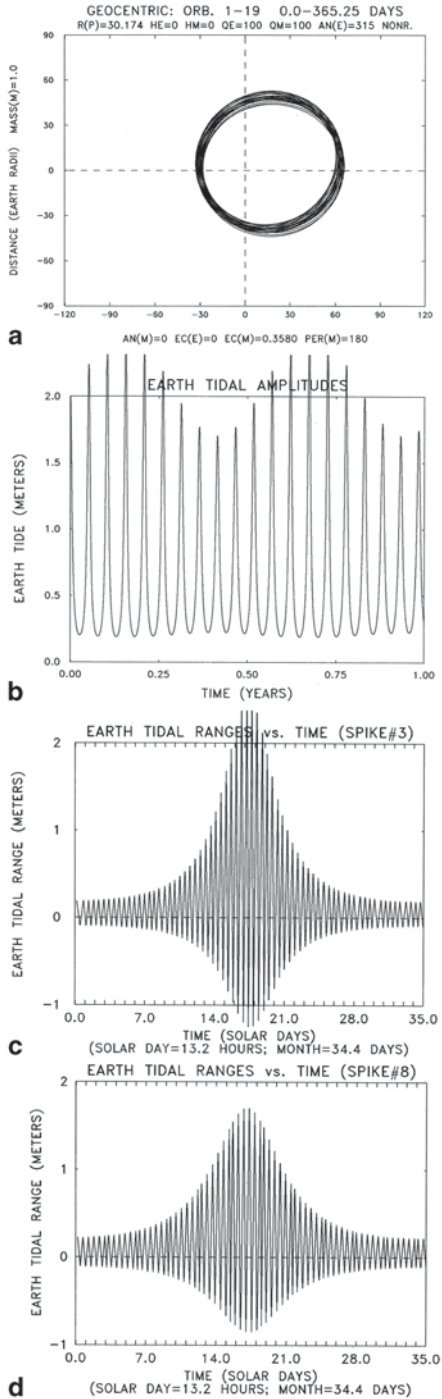 GEOCENTRIC: ORB. 1-19 0.0-365.25 DAYS
R(P)=30.174 HE=0 HM=0 QE=100 QM=100 AN(E)=315 NONR.
90
60
30
0
-30
-60
-90
DISTANCE (EARTH RADII) MASS(M)=1.0
-120 -90 -60 -30 0 30 60 90 120
a
AN(M)=0 EC(E)=0 EC(M)=0.3580 PER(M)=180
EARTH TIDAL AMPLITUDES
2.0
1.5
1.0
0.5
0.0
EARTH TIDE (METERS)
0.00 0.25 0.50 0.75 1.00
TIME (YEARS)
b
EARTH TIDAL RANGES vs. TIME (SPIKE#3)
2
1
0
-1
EARTH TIDAL RANGE (METERS)
0.0 7.0 14.0 21.0 28.0 35.0
TIME (SOLAR DAYS)
(SOLAR DAY=13.2 HOURS; MONTH=34.4 DAYS)
c
EARTH TIDAL RANGES vs. TIME (SPIKE#8)
2
1
0
-1
EARTH TIDAL RANGE (METERS)
0.0 7.0 14.0 21.0 28.0 35.0
TIME (SOLAR DAYS)
(SOLAR DAY=13.2 HOURS; MONTH=34.4 DAYS)
d